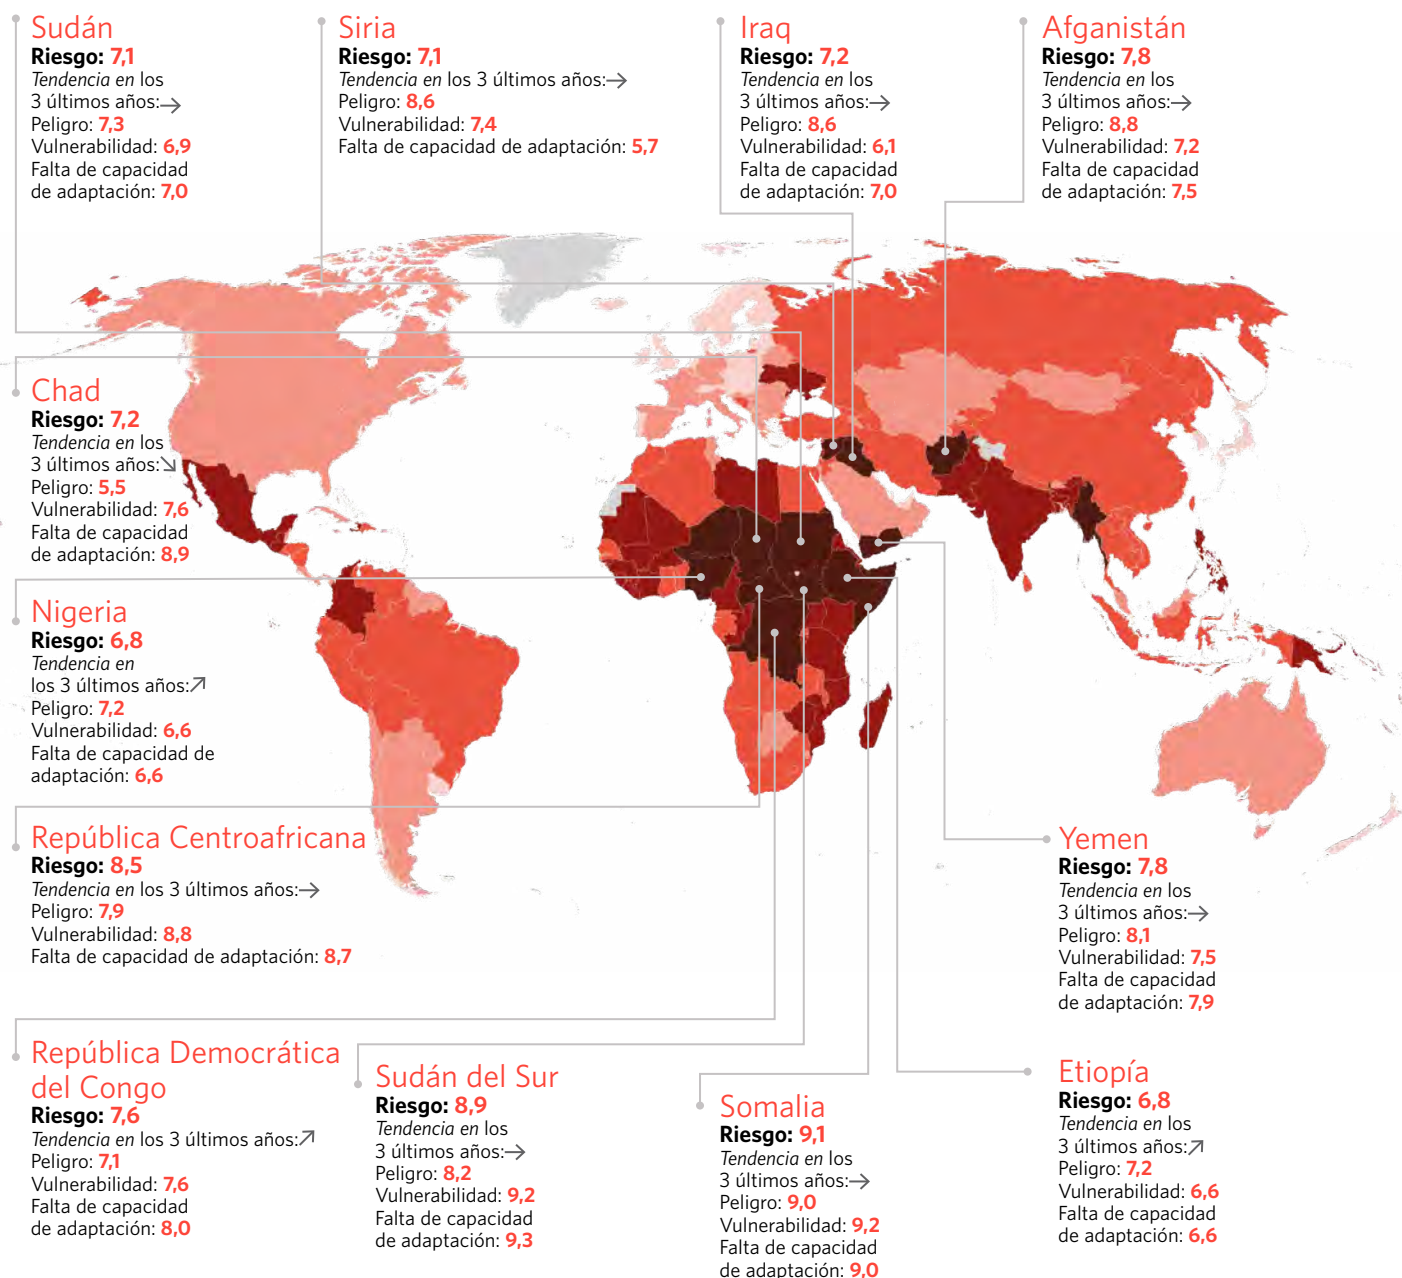 Sudán
Riesgo: 7,1
Tendencia en los
3 últimos años:→
Peligro: 7,3
Vulnerabilidad: 6,9
Falta de capacidad
de adaptación: 7,0
Siria
Riesgo: 7,1
Tendencia en los 3 últimos años:→
Peligro: 8,6
Vulnerabilidad: 7,4
Falta de capacidad de adaptación: 5,7
Iraq
Riesgo: 7,2
Tendencia en los
3 últimos años:→
Peligro: 8,6
Vulnerabilidad: 6,1
Falta de capacidad
de adaptación: 7,0
Afganistán
Riesgo: 7,8
Tendencia en los
3 últimos años:→
Peligro: 8,8
Vulnerabilidad: 7,2
Falta de capacidad
de adaptación: 7,5
Chad
Riesgo: 7,2
Tendencia en los
3 últimos años:↘
Peligro: 5,5
Vulnerabilidad: 7,6
Falta de capacidad
de adaptación: 8,9
Nigeria
Riesgo: 6,8
Tendencia en
los 3 últimos años:↗
Peligro: 7,2
Vulnerabilidad: 6,6
Falta de capacidad de
adaptación: 6,6
República Centroafricana
Riesgo: 8,5
Tendencia en los 3 últimos años:→
Peligro: 7,9
Vulnerabilidad: 8,8
Falta de capacidad de adaptación: 8,7
Yemen
Riesgo: 7,8
Tendencia en los
3 últimos años:→
Peligro: 8,1
Vulnerabilidad: 7,5
Falta de capacidad
de adaptación: 7,9
República Democrática
del Congo
Riesgo: 7,6
Tendencia en los 3 últimos años:↗
Peligro: 7,1
Vulnerabilidad: 7,6
Falta de capacidad
de adaptación: 8,0
Sudán del Sur
Riesgo: 8,9
Tendencia en los
3 últimos años:→
Peligro: 8,2
Vulnerabilidad: 9,2
Falta de capacidad
de adaptación: 9,3
Somalia
Riesgo: 9,1
Tendencia en los
3 últimos años:→
Peligro: 9,0
Vulnerabilidad: 9,2
Falta de capacidad
de adaptación: 9,0
Etiopía
Riesgo: 6,8
Tendencia en los
3 últimos años:↗
Peligro: 7,2
Vulnerabilidad: 6,6
Falta de capacidad
de adaptación: 6,6